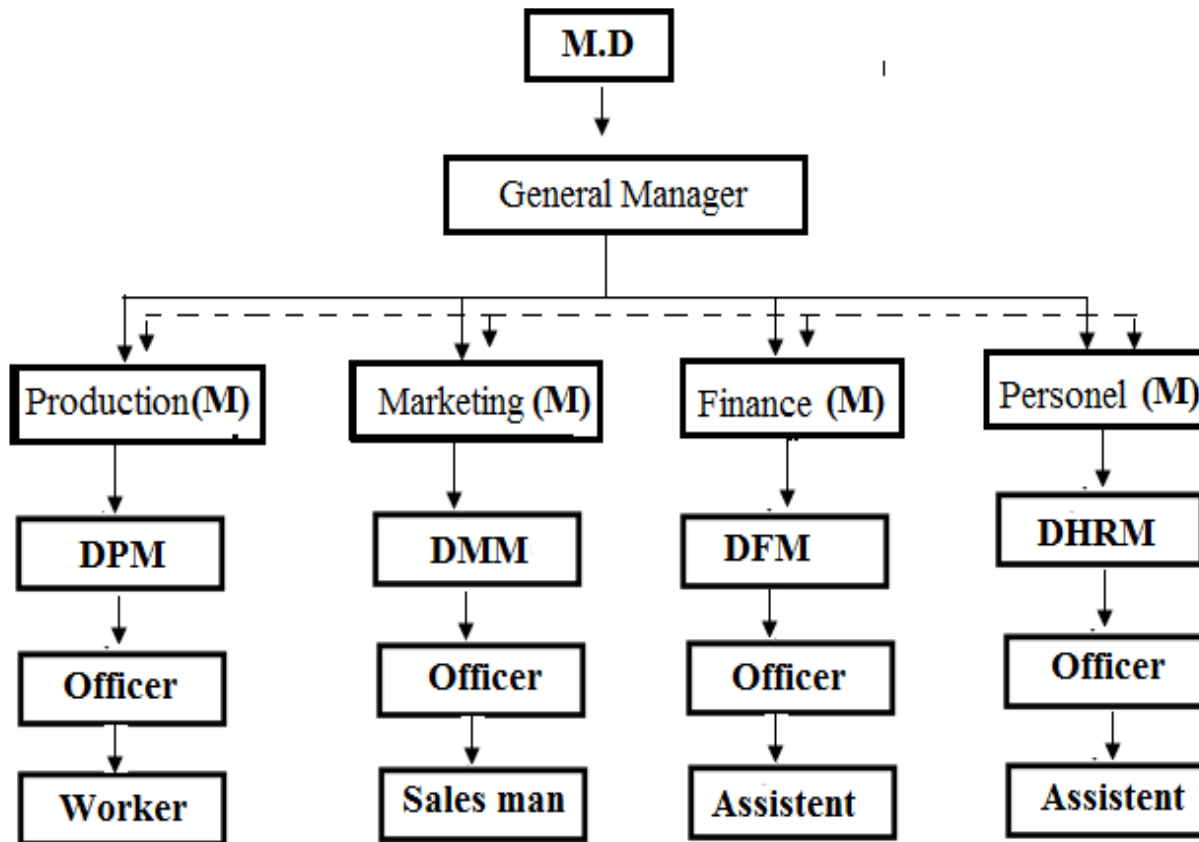 M.D
General Manager
Production(M)
Marketing (M)
Finance (M)
Personel (M)
DPM
DMM
DFM
DHRM
Officer
Officer
Officer
Officer
Worker
Sales man
Assistent
Assistent